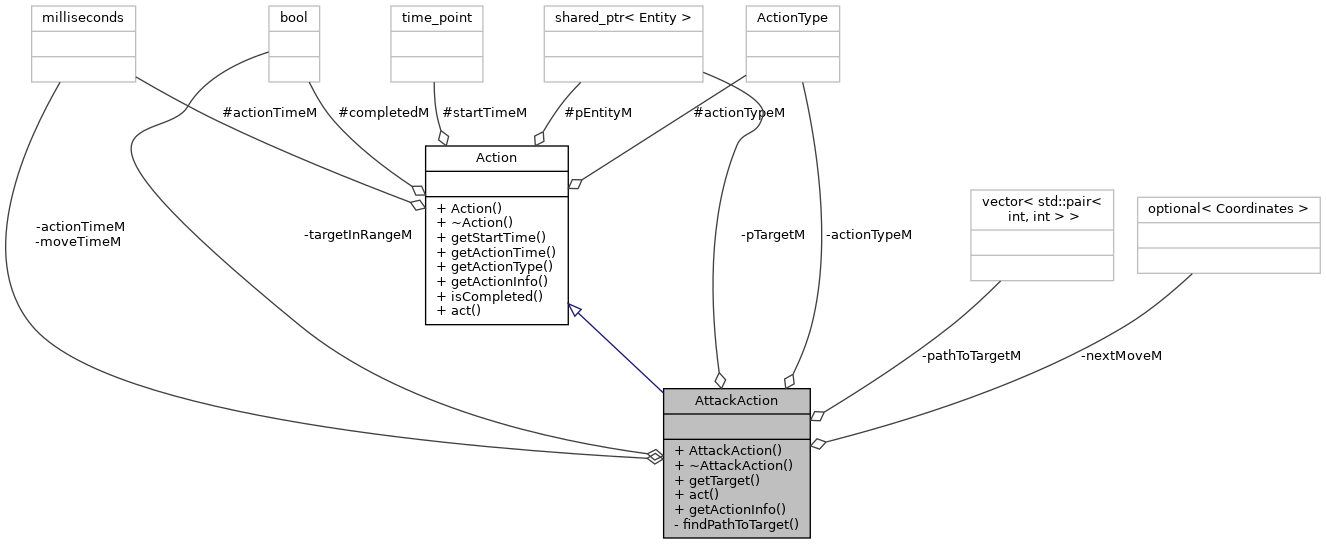 milliseconds
bool
time_point
shared_ptr< Entity >
ActionType
#actionTimeM
#completedM
#startTimeM
#pEntityM
#actionTypeM
Action
+ Action()
+ ~Action()
+ getStartTime()
+ getActionTime()
+ getActionType()
+ getActionInfo()
+ isCompleted()
+ act()
vector< std::pair<
int, int > >
optional< Coordinates >
-actionTimeM
-moveTimeM
-targetInRangeM
-pTargetM
-actionTypeM
-pathToTargetM
-nextMoveM
AttackAction
+ AttackAction()
+ ~AttackAction()
+ getTarget()
+ act()
+ getActionInfo()
- findPathToTarget()